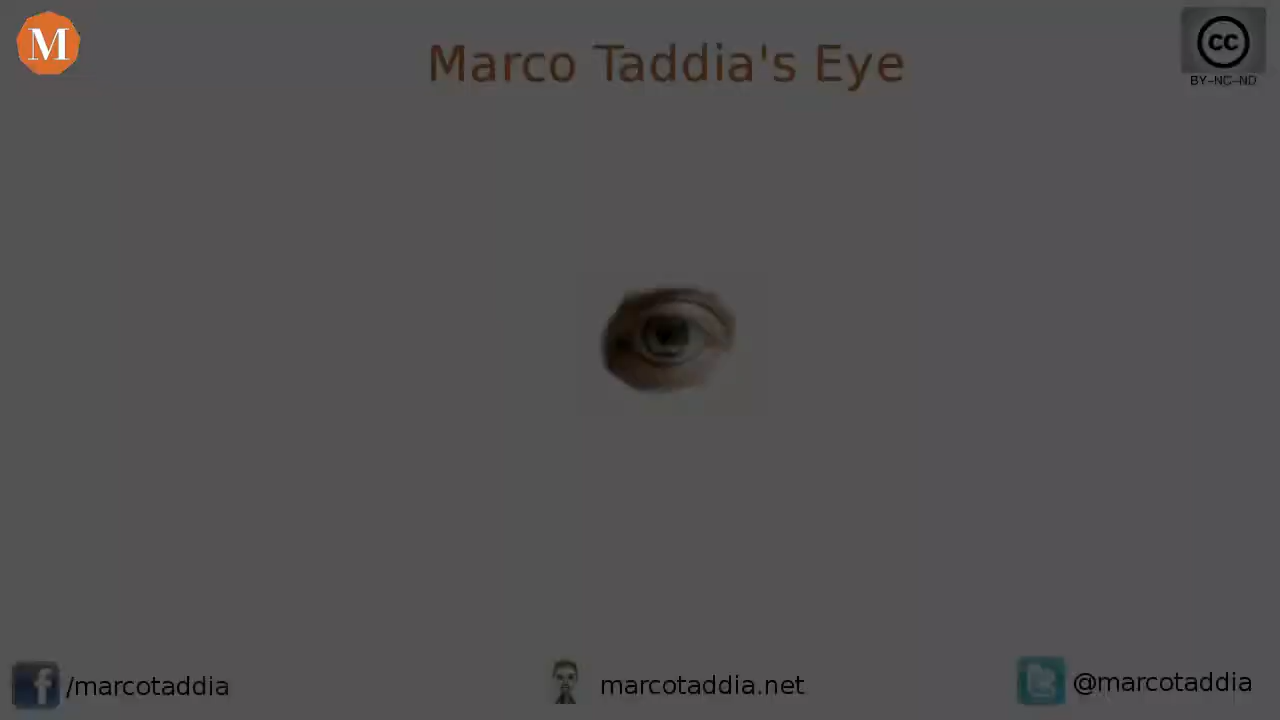 M
Marco Taddia's Eye
cc
BY-NC-ND
f /marcotaddia
marcotaddia.net
t @marcotaddia